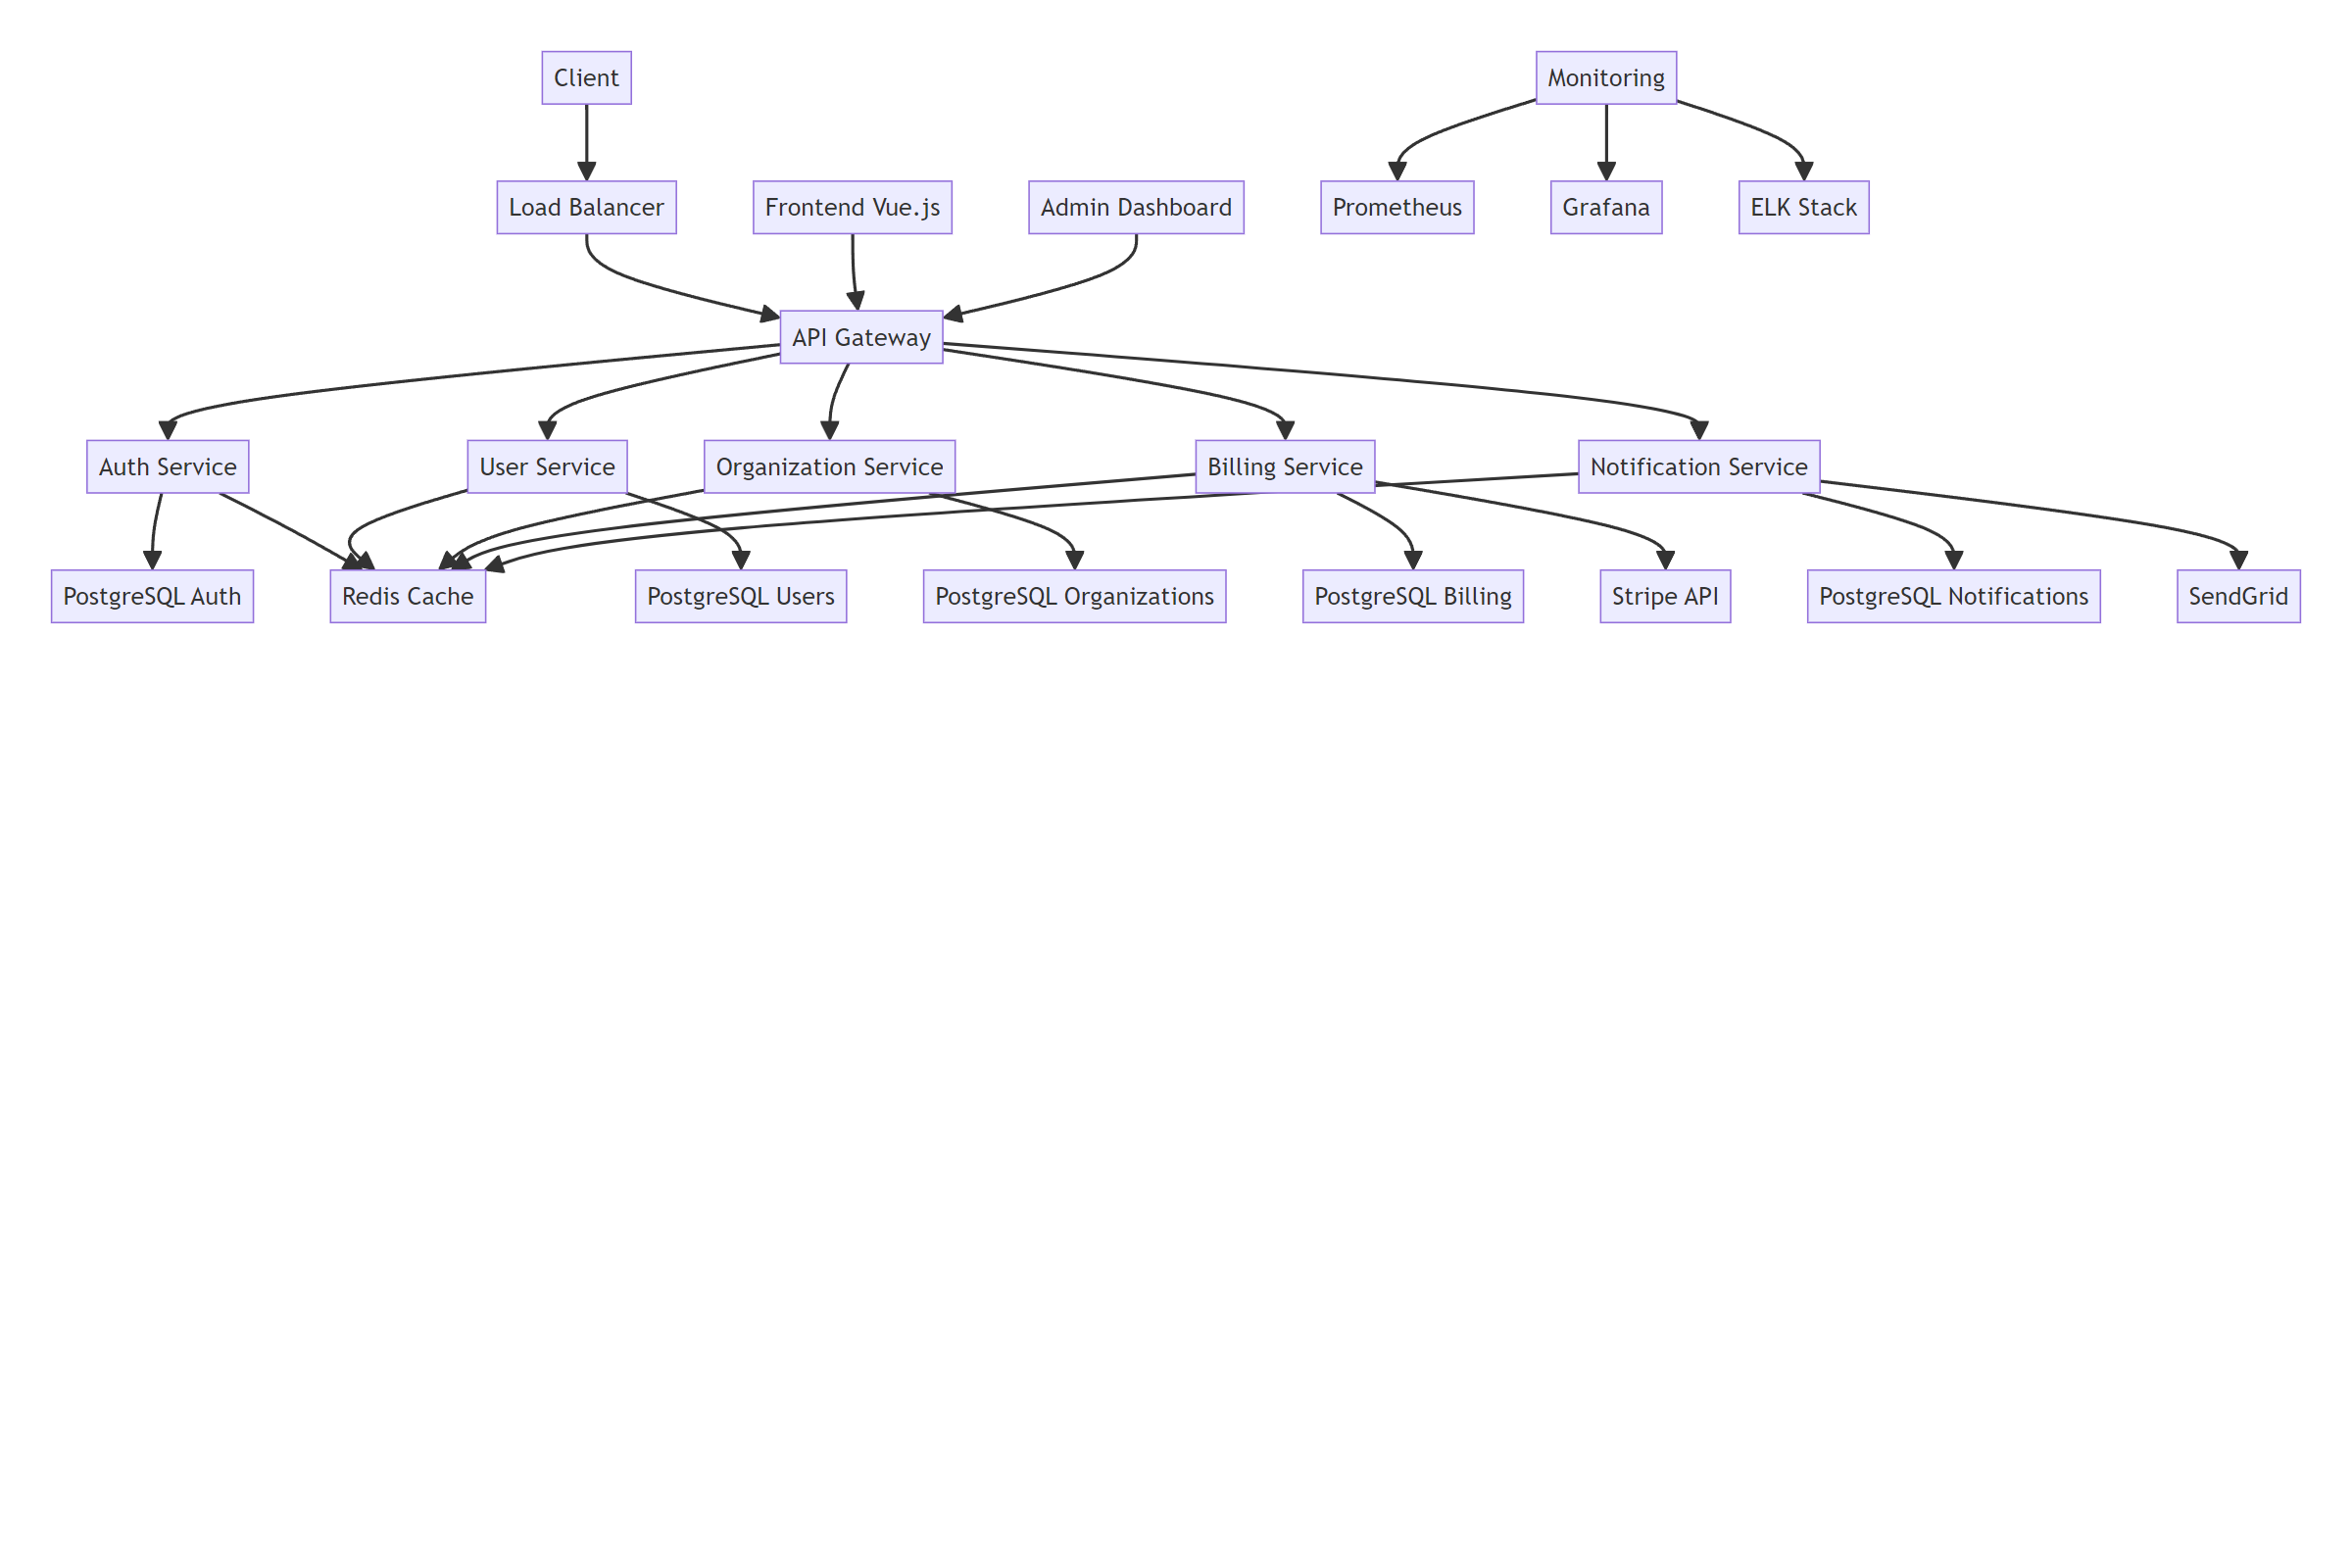 Client
Monitoring
Load Balancer
Frontend Vue.js
Admin Dashboard
Prometheus
Grafana
ELK Stack
API Gateway
Auth Service
User Service
Organization Service
Billing Service
Notification Service
PostgreSQL Auth
Redis Cache
PostgreSQL Users
PostgreSQL Organizations
PostgreSQL Billing
Stripe API
PostgreSQL Notifications
SendGrid